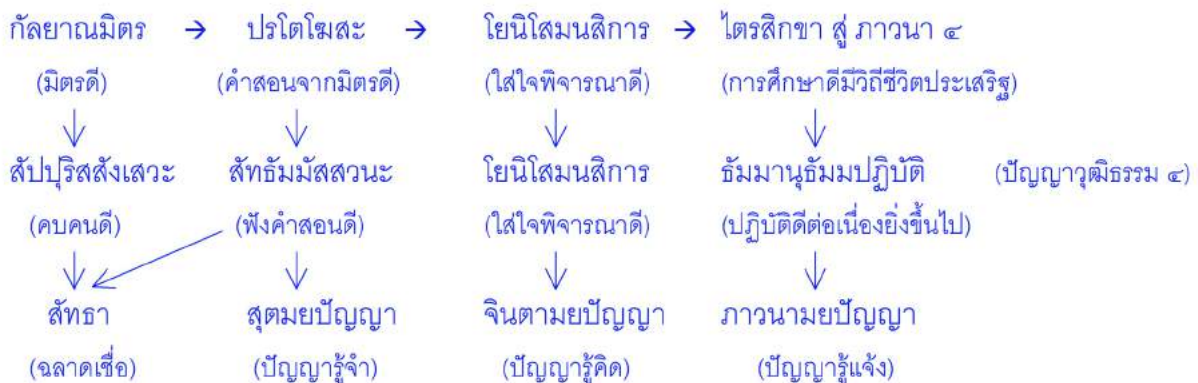 กัลยาณมิตร → ปรโตโฆสะ → โยนิโสมนสิการ → ไตรสิกขา สู่ ภาวนา ๔
(มิตรดี) (คำสอนจากมิตรดี) (ใส่ใจพิจารณาดี) (การศึกษาดีมีวิถีชีวิตประเสริฐ)
สัปปุริสสังเสวะ สัทธัมมัสสวนะ โยนิโสมนสิการ ธัมมานุธัมมปฏิบัติ (ปัญญาวุฒิธรรม ๔)
(คบคนดี) (ฟังคำสอนดี) (ใส่ใจพิจารณาดี) (ปฏิบัติดีต่อเนื่องยิ่งขึ้นไป)
สัทธา สุตมยปัญญา จินตามยปัญญา ภาวนามยปัญญา
(ฉลาดเชื่อ) (ปัญญารู้จำ) (ปัญญารู้คิด) (ปัญญารู้แจ้ง)